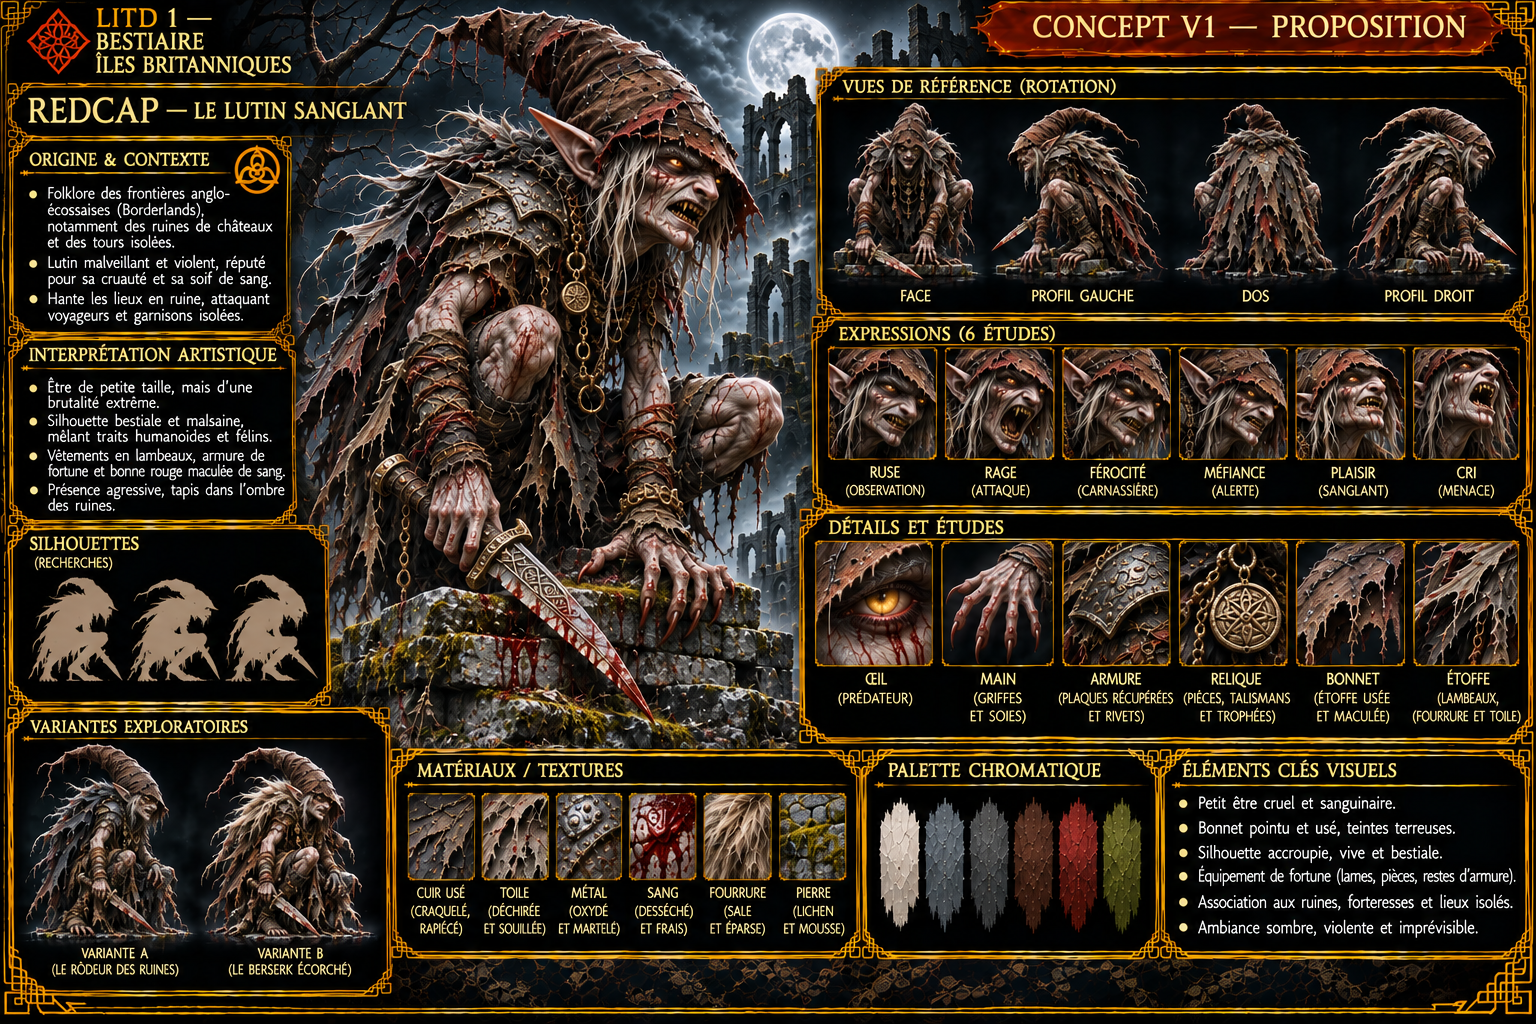 LITD 1 —
BESTIAIRE
ÎLES BRITANNIQUES
CONCEPT V1 — PROPOSITION
REDCAP — LE LUTIN SANGLANT
ORIGINE & CONTEXTE
Folklore des frontières anglo-
écossaises (Borderlands),
notamment des ruines de châteaux
et des tours isolées.
Lutin malveillant et violent, réputé
pour sa cruauté et sa soif de sang.
Hante les lieux en ruine, attaquant
voyageurs et garnisons isolées.
INTERPRÉTATION ARTISTIQUE
Être de petite taille, mais d'une
brutalité extrême.
Silhouette bestiale et malsaine,
mêlant traits humanoides et félins.
Vêtements en lambeaux, armure de
fortune et bonne rouge maculée de sang.
Présence agressive, tapis dans l'ombre
des ruines.
SILHOUETTES
(RECHERCHES)
VARIANTES EXPLORATOIRES
VARIANTE A
(LE RÔDEUR DES RUINES)
VARIANTE B
(LE BERSERK ÉCORCHÉ)
VUES DE RÉFÉRENCE (ROTATION)
FACE
PROFIL GAUCHE
DOS
PROFIL DROIT
EXPRESSIONS (6 ÉTUDES)
RUSE
(OBSERVATION)
RAGE
(ATTAQUE)
FÉROCITÉ
(CARNASSIÈRE)
MÉFIANCE
(ALERTE)
PLAISIR
(SANGLANT)
CRI
(MENACE)
DÉTAILS ET ÉTUDES
ŒIL
(PRÉDATEUR)
MAIN
(GRIFFES
ET SOIES)
ARMURE
(PLAQUES RÉCUPÉRÉES
ET RIVETS)
RELIQUE
(PIÈCES, TALISMANS
ET TROPHÉES)
BONNET
(ÉTOFFE USÉE
ET MACULÉE)
ÉTOFFE
(LAMBEAUX,
FOURRURE ET TOILE)
MATÉRIAUX / TEXTURES
CUIR USÉ
(CRAQUELÉ,
RAPIÉCÉ)
TOILE
(DÉCHIRÉE
ET SOUILLÉE)
MÉTAL
(OXYDÉ
ET MARTELÉ)
SANG
(DESSÉCHÉ)
ET FRAIS)
FOURRURE
(SALE
ET ÉPARSE)
PIERRE
(LICHEN
ET MOUSSE)
PALETTE CHROMATIQUE
ÉLÉMENTS CLÉS VISUELS
Petit être cruel et sanguinaire.
Bonnet pointu et usé, teintes terreuses.
Silhouette accroupie, vive et bestiale.
Équipement de fortune (lames, pièces, restes d'armure).
Association aux ruines, forteresses et lieux isolés.
Ambiance sombre, violente et imprévisible.